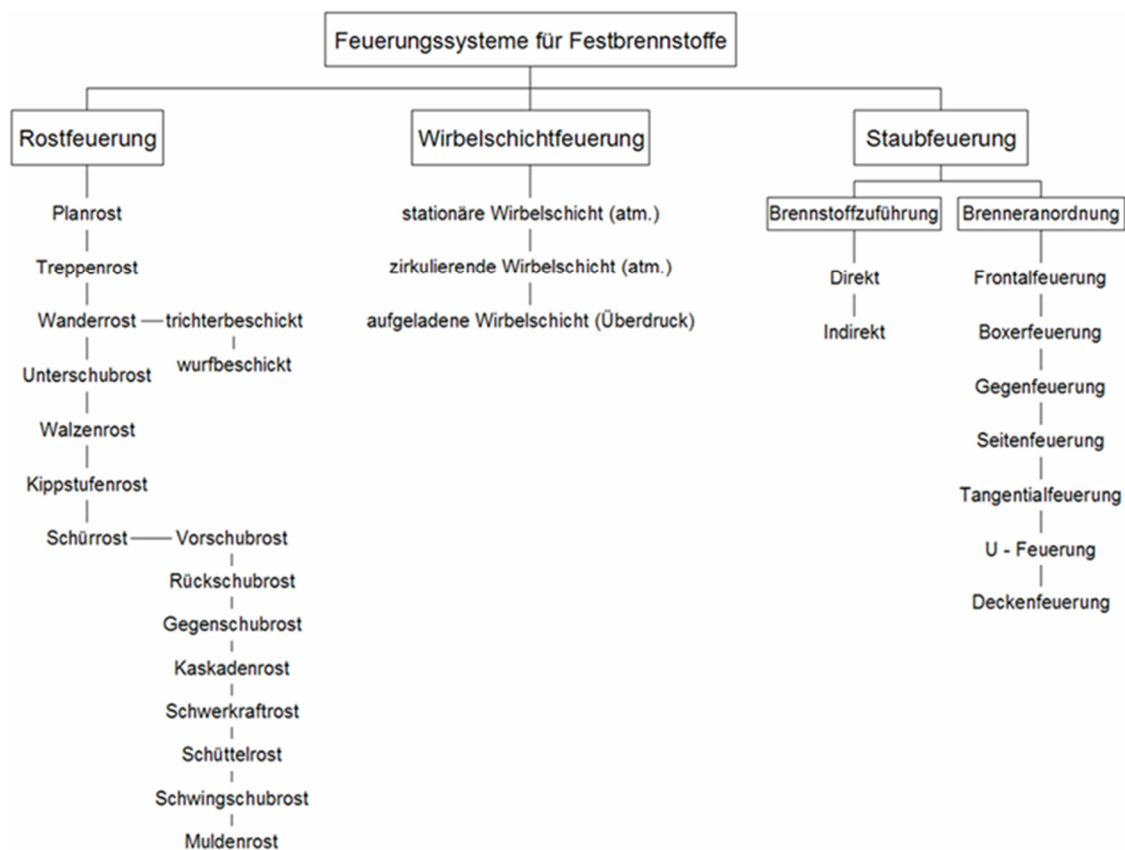 Feuerungssysteme für Festbrennstoffe
Rostfeuerung
Planrost
Treppenrost
Wanderrost
trichterbeschickt
wurfbeschickt
Unterschubrost
Walzenrost
Kippstufenrost
Schürrost
Vorschubrost
Rückschubrost
Gegenschubrost
Kaskadenrost
Schwerkraftrost
Schüttelrost
Schwingschubrost
Muldenrost
Wirbelschichtfeuerung
stationäre Wirbelschicht (atm.)
zirkulierende Wirbelschicht (atm.)
aufgeladene Wirbelschicht (Überdruck)
Staubfeuerung
Brennstoffzuführung
Direkt
Indirekt
Brenneranordnung
Frontalfeuerung
Boxerfeuerung
Gegenfeuerung
Seitenfeuerung
Tangentialfeuerung
U - Feuerung
Deckenfeuerung